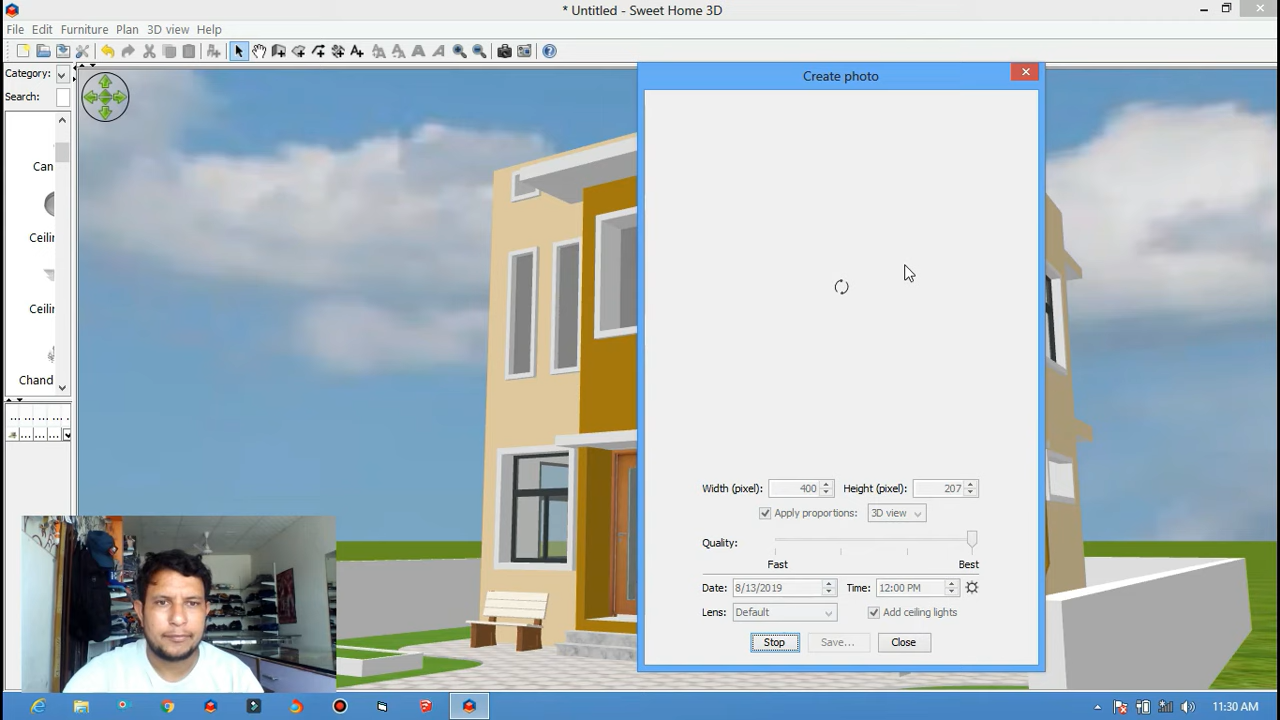 * Untitled - Sweet Home 3D
File Edit Furniture Plan 3D view Help
Category:
Search:
Can
Ceilin
Ceilin
Chand
Create photo
Width (pixel): 400 Height (pixel): 207
Apply proportions: 3D view
Quality:
Fast Best
Date: 8/13/2019 Time: 12:00 PM
Lens: Default Add ceiling lights
Stop Save... Close
11:30 AM